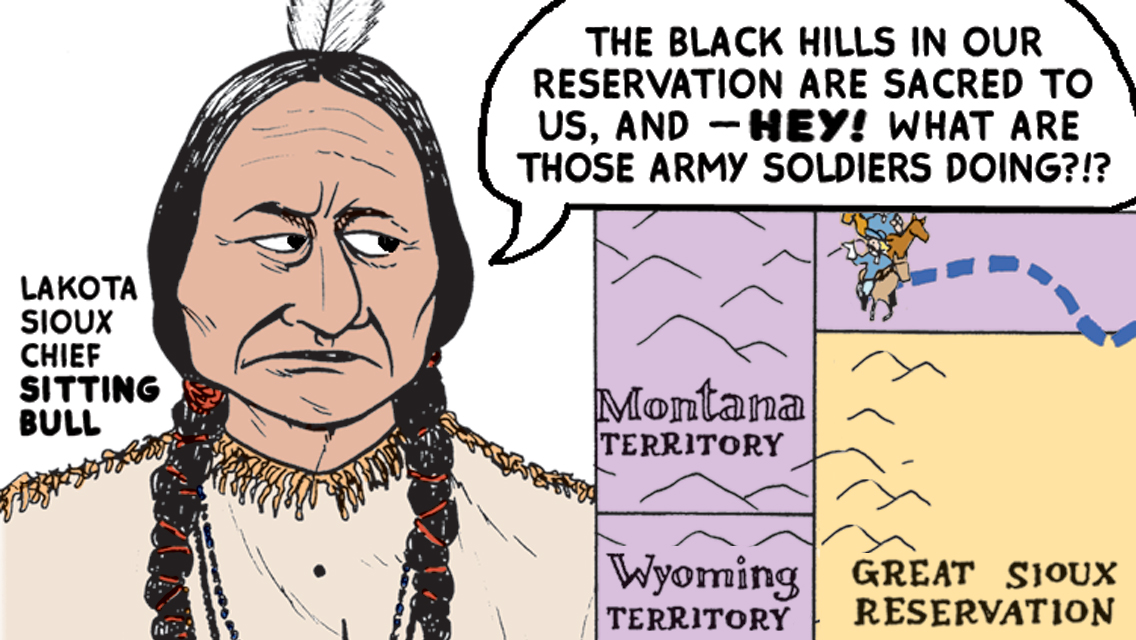 THE BLACK HILLS IN OUR
RESERVATION ARE SACRED TO
US, AND — HEY! WHAT ARE
THOSE ARMY SOLDIERS DOING?!?
LAKOTA
SIOUX
CHIEF
SITTING
BULL
Montana
TERRITORY
Wyoming
TERRITORY
GREAT SIOUX
RESERVATION